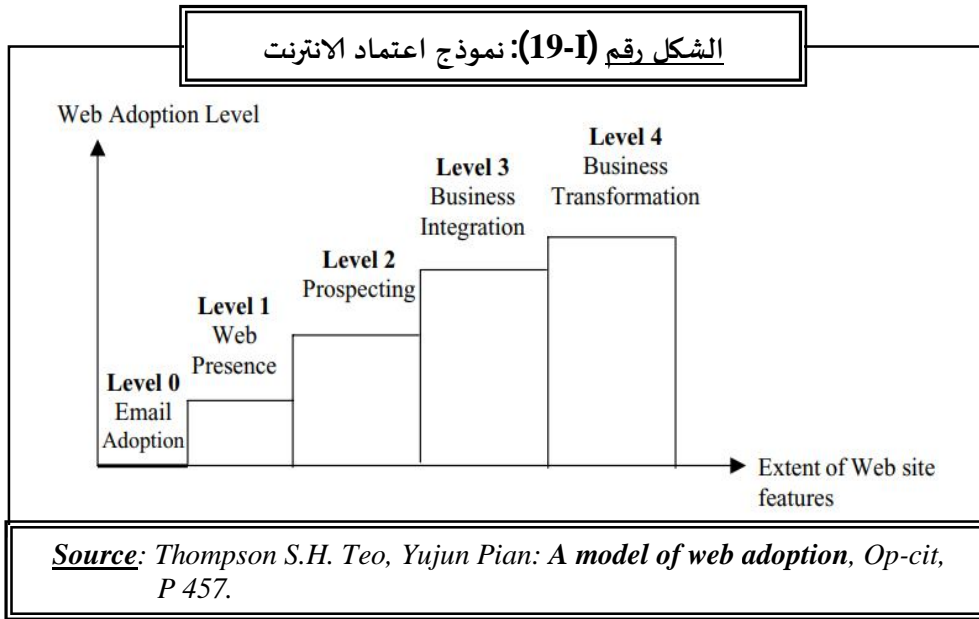 الشكل رقم (I-19): نموذج اعتماد الانترنت
Web Adoption Level
Level 4
Business
Transformation
Level 3
Business
Integration
Level 2
Prospecting
Level 1
Web
Presence
Level 0
Email
Adoption
Extent of Web site
features
Source: Thompson S.H. Teo, Yujun Pian: A model of web adoption, Op-cit,
P 457.